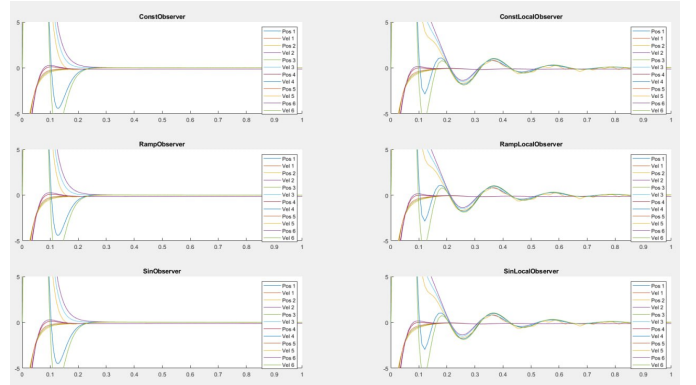 ConstObserver
5
0
-5
0 0.1 0.2 0.3 0.4 0.5 0.6 0.7 0.8 0.9 1
Pos 1
Vel 1
Pos 2
Vel 2
Pos 3
Vel 3
Pos 4
Vel 4
Pos 5
Vel 5
Pos 6
Vel 6
ConstLocalObserver
5
0
-5
0 0.1 0.2 0.3 0.4 0.5 0.6 0.7 0.8 0.9 1
Pos 1
Vel 1
Pos 2
Vel 2
Pos 3
Vel 3
Pos 4
Vel 4
Pos 5
Vel 5
Pos 6
Vel 6
RampObserver
5
0
-5
0 0.1 0.2 0.3 0.4 0.5 0.6 0.7 0.8 0.9 1
Pos 1
Vel 1
Pos 2
Vel 2
Pos 3
Vel 3
Pos 4
Vel 4
Pos 5
Vel 5
Pos 6
Vel 6
RampLocalObserver
5
0
-5
0 0.1 0.2 0.3 0.4 0.5 0.6 0.7 0.8 0.9 1
Pos 1
Vel 1
Pos 2
Vel 2
Pos 3
Vel 3
Pos 4
Vel 4
Pos 5
Vel 5
Pos 6
Vel 6
SinObserver
5
0
-5
0 0.1 0.2 0.3 0.4 0.5 0.6 0.7 0.8 0.9 1
Pos 1
Vel 1
Pos 2
Vel 2
Pos 3
Vel 3
Pos 4
Vel 4
Pos 5
Vel 5
Pos 6
Vel 6
SinLocalObserver
5
0
-5
0 0.1 0.2 0.3 0.4 0.5 0.6 0.7 0.8 0.9 1
Pos 1
Vel 1
Pos 2
Vel 2
Pos 3
Vel 3
Pos 4
Vel 4
Pos 5
Vel 5
Pos 6
Vel 6